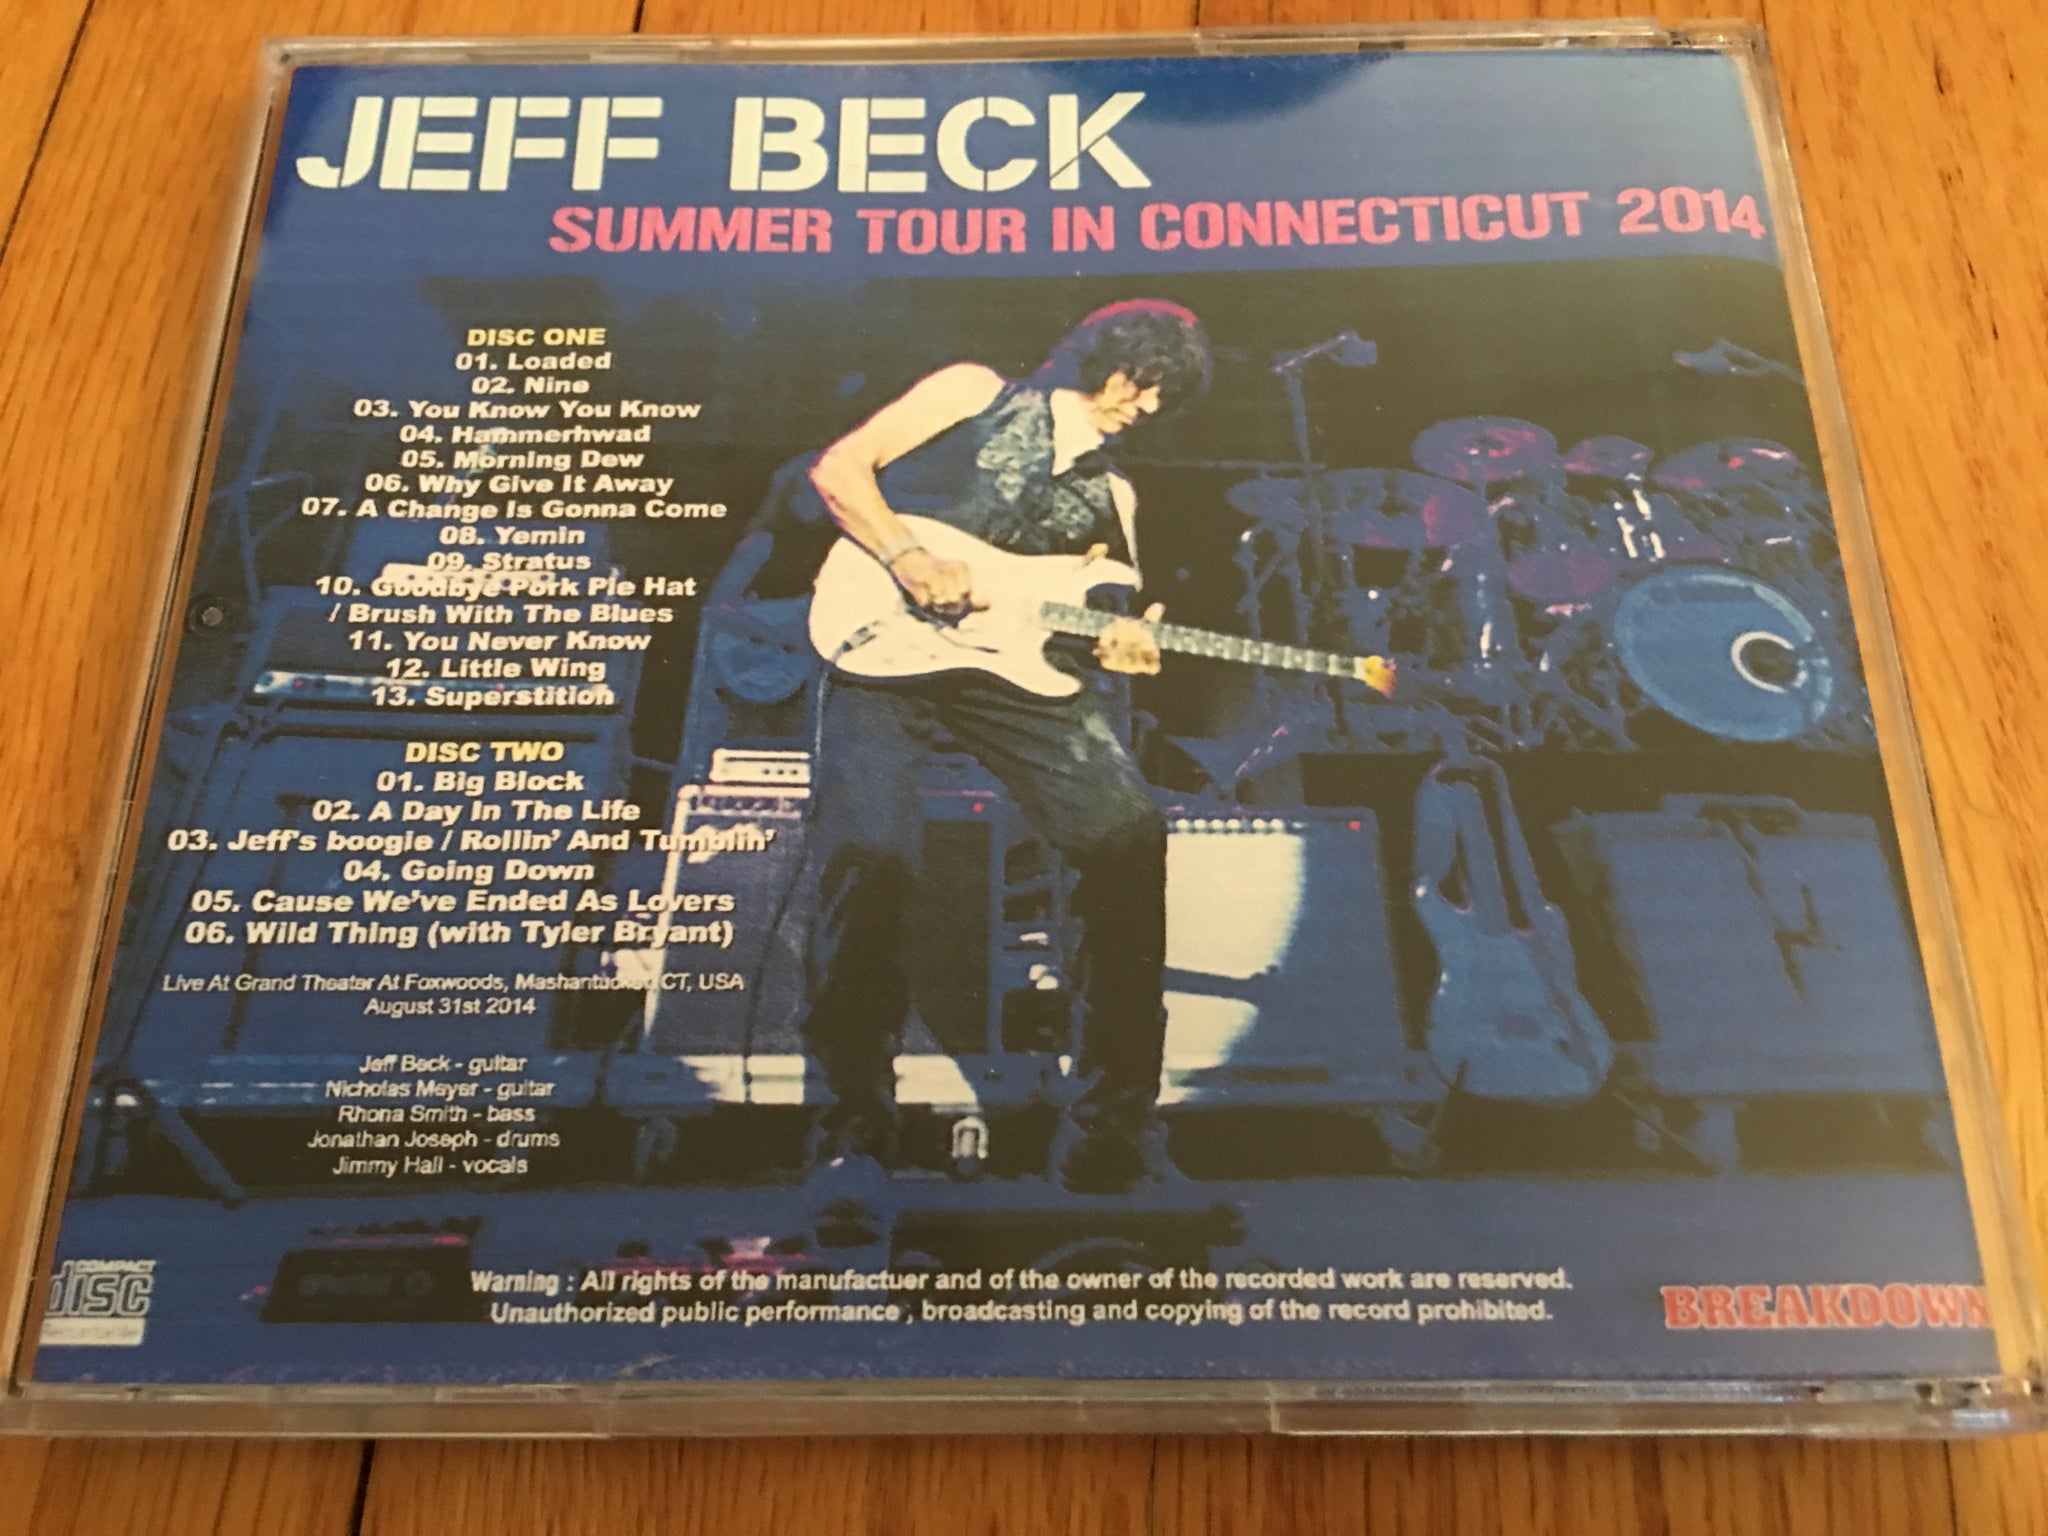 JEFF BECK
SUMMER TOUR IN CONNECTICUT 2014
DISC ONE
01. Loaded
02. Nine
03. You Know You Know
04. Hammerhwad
05. Morning Dew
06. Why Give It Away
07. A Change Is Gonna Come
08. Yemin
09. Stratus
10. Goodbye Pork Pie Hat
/ Brush With The Blues
11. You Never Know
12. Little Wing
13. Superstition
DISC TWO
01. Big Block
02. A Day In The Life
03. Jeff's boogie / Rollin' And Tumblin'
04. Going Down
05. Cause We've Ended As Lovers
06. Wild Thing (with Tyler Bryant)
Live At Grand Theater At Foxwoods, Mashantucket CT, USA
August 31st 2014
Jeff Beck - guitar
Nicholas Meyer - guitar
Rhona Smith - bass
Jonathan Joseph - drums
Jimmy Hall - vocals
COMPACT
disc
Recordable
Warning : All rights of the manufactuer and of the owner of the recorded work are reserved.
Unauthorized public performance , broadcasting and copying of the record prohibited.
BREAKDOWN